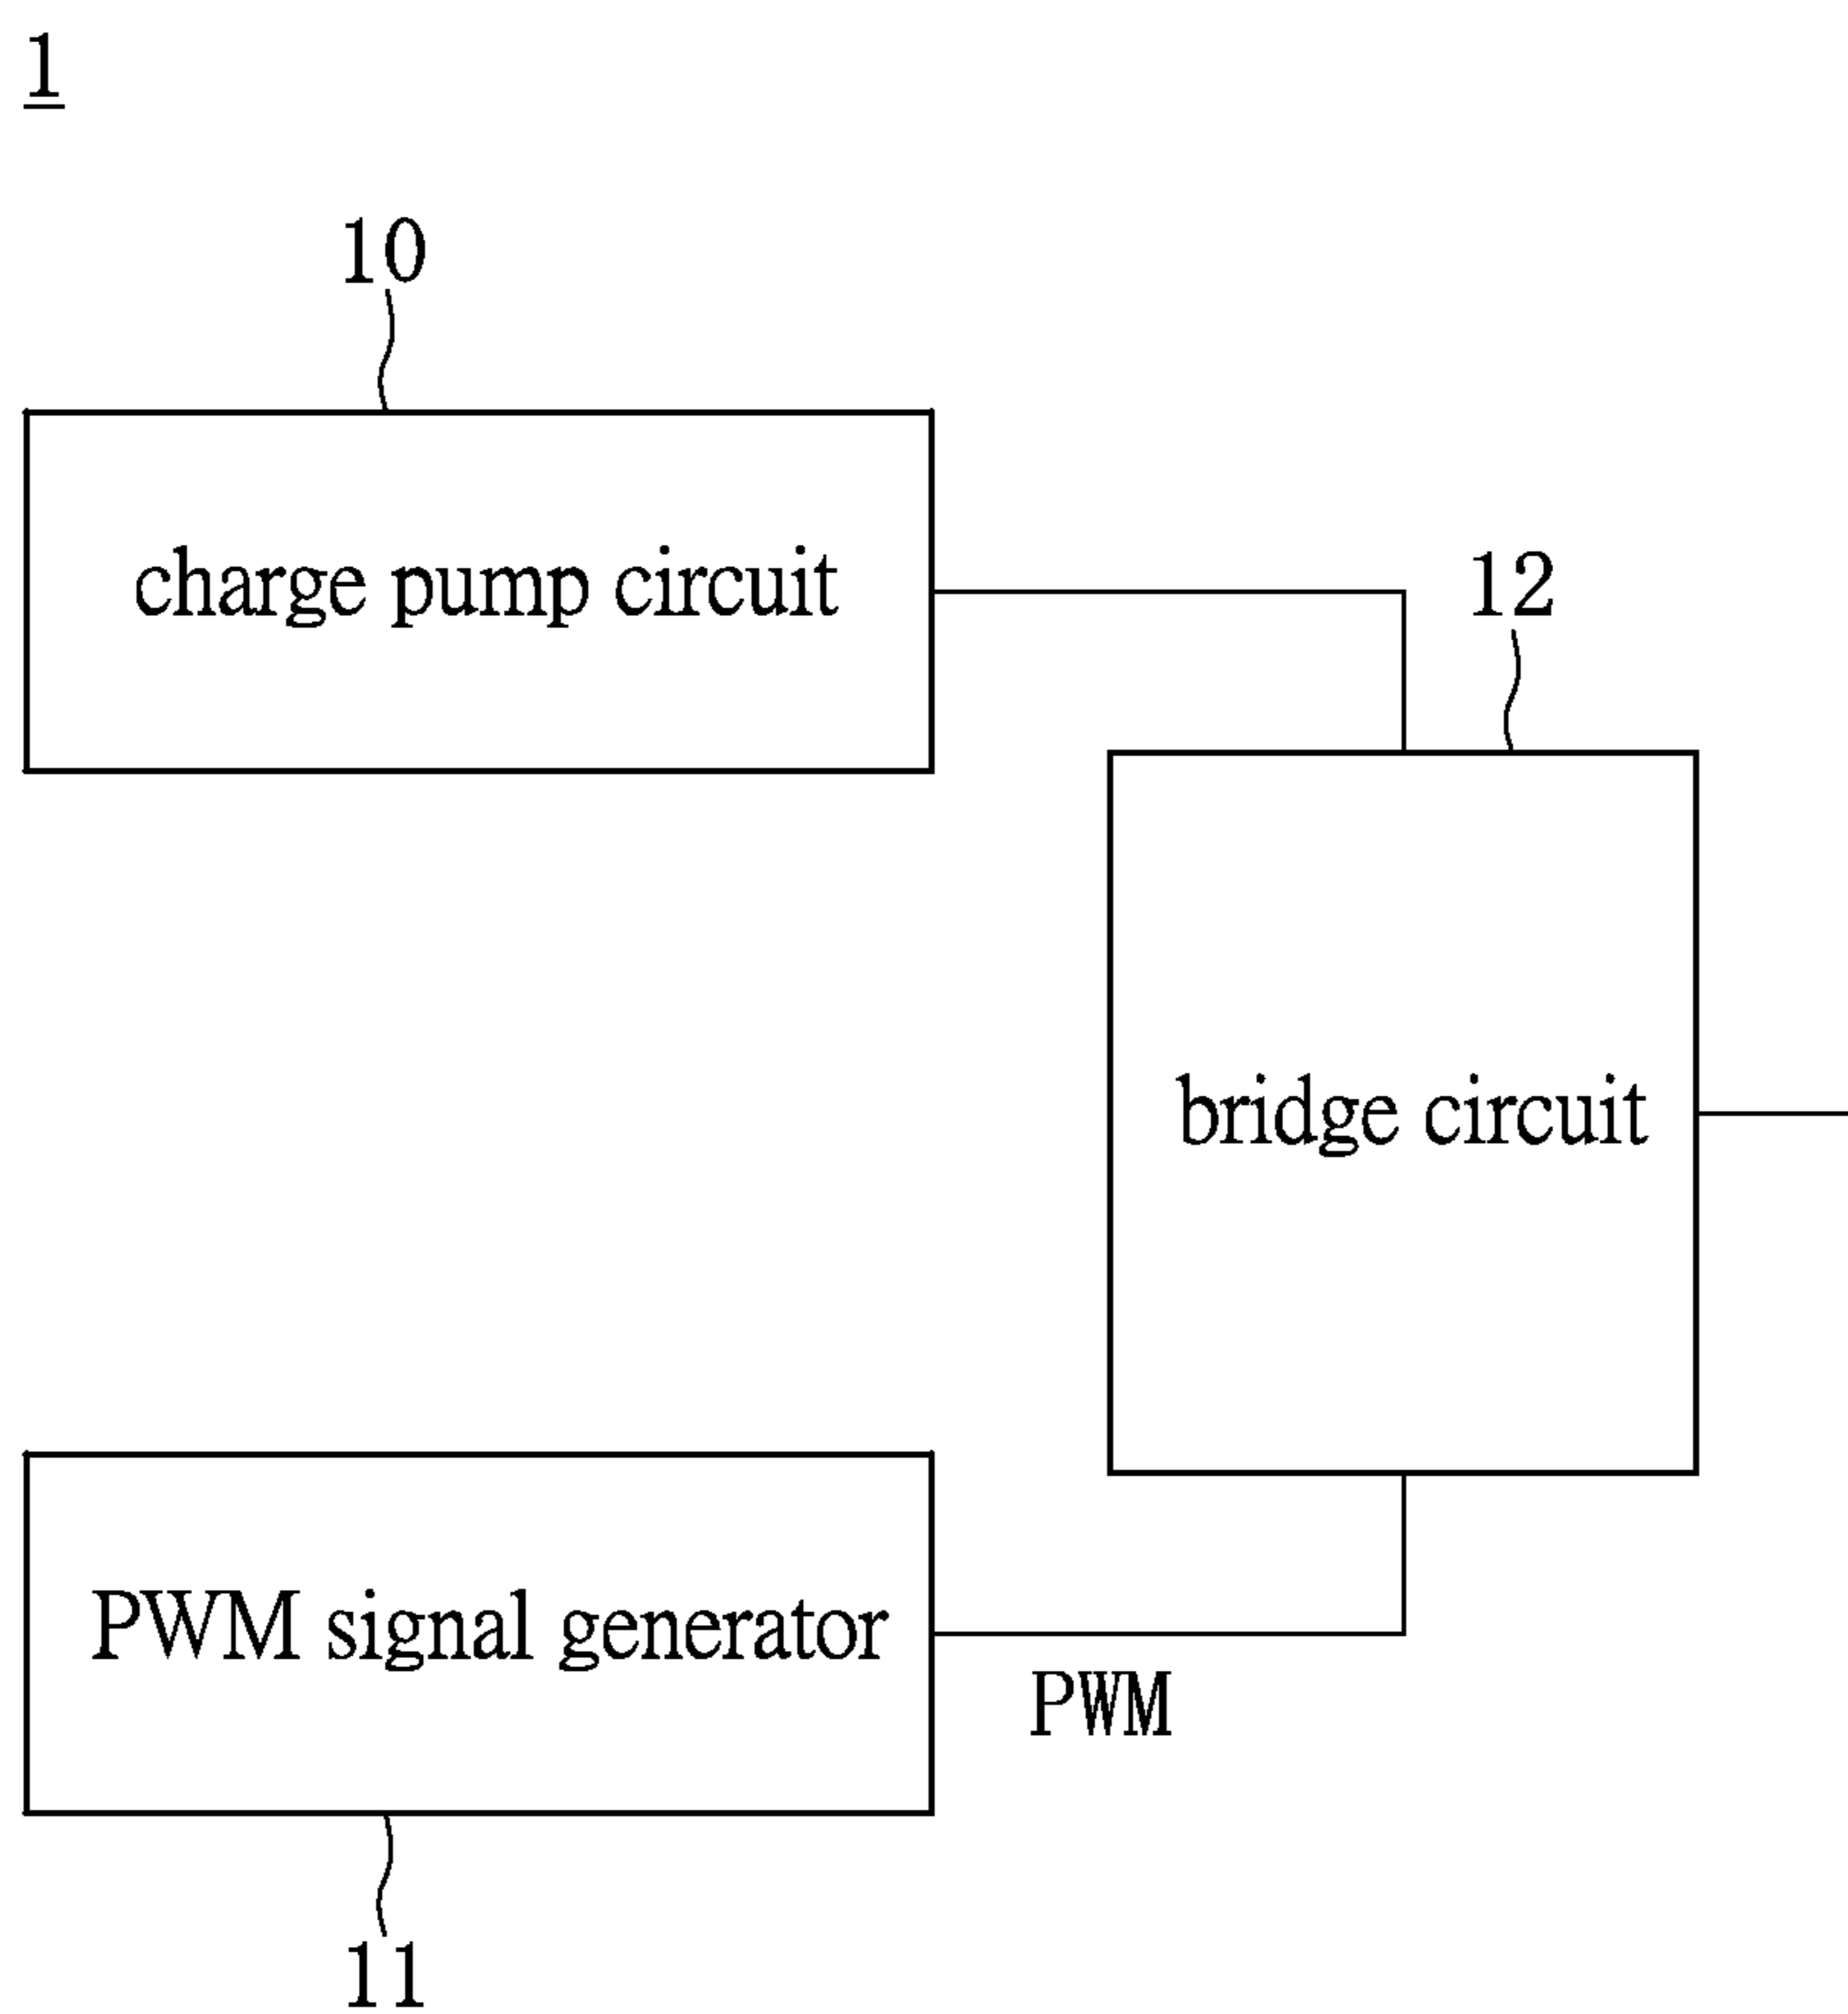 1
10
charge pump circuit
12
bridge circuit
PWM signal generator
PWM
11